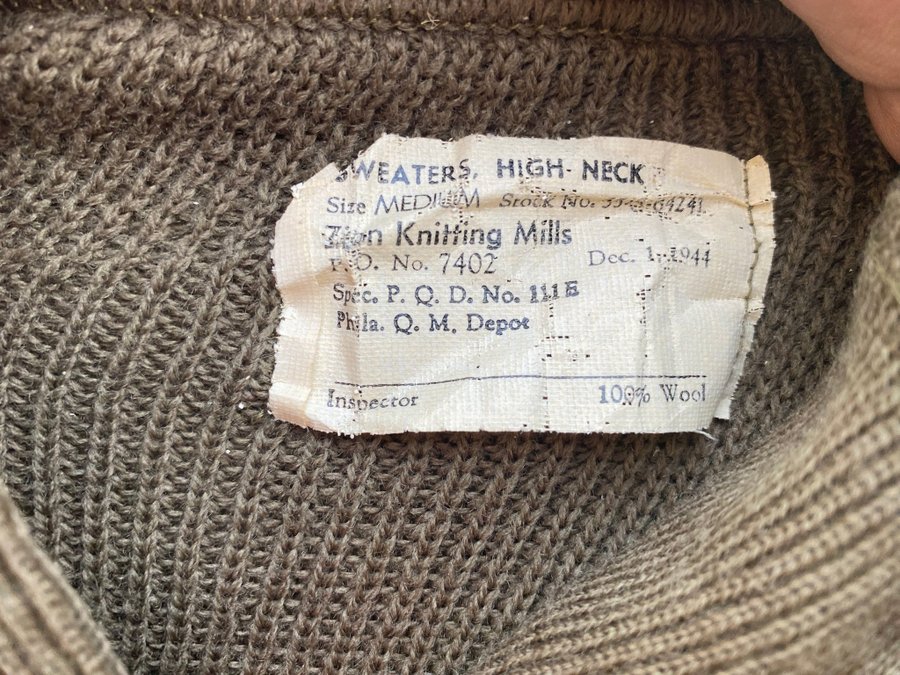 SWEATERS, HIGH NECK
Size MEDIUM Stock No.
Knitting Mills
P.O. No. 7402 Dec. 1, 1944
Spec. P. Q. D. No. 111E
Phila. Q. M. Depot
Inspector 100% Wool